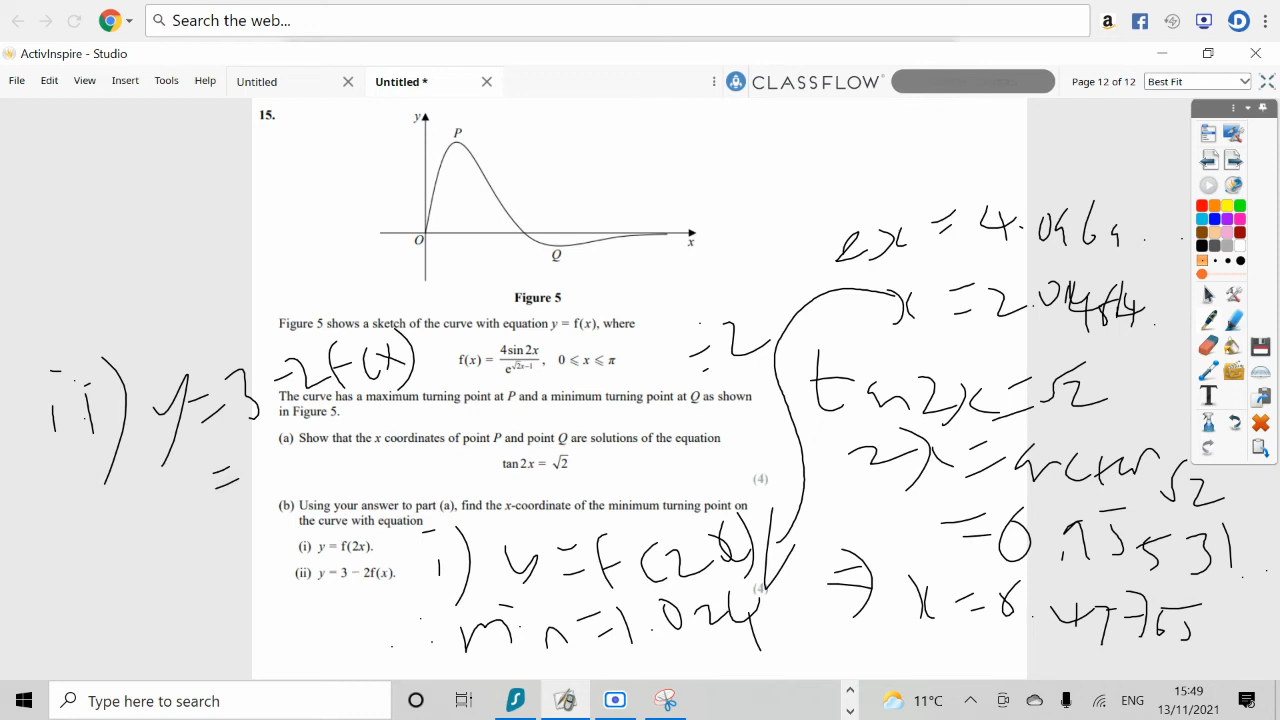 Search the web...
ActivInspire - Studio
File Edit View Insert Tools Help Untitled Untitled * CLASSFLOW Page 12 of 12 Best Fit
15.
y
P
O
x
Q
Figure 5
Figure 5 shows a sketch of the curve with equation y = f(x), where
f(x) = 4sin 2x / e^(√2x–1), 0 ⩽ x ⩽ π
The curve has a maximum turning point at P and a minimum turning point at Q as shown
in Figure 5.
(a) Show that the x coordinates of point P and point Q are solutions of the equation
tan 2x = √2
(4)
(b) Using your answer to part (a), find the x-coordinate of the minimum turning point on
the curve with equation
(i) y = f(2x).
(ii) y = 3 – 2f(x).
(4)
ii) y = 3 - 2f(x)
=
= 2
i) y = f(2x)
∴ min = 1.024
x = 2.0484.
tan 2x = √2
2x = arctan √2
⇒ x = 0.47765
Type here to search
11°C
ENG
15:49
13/11/2021